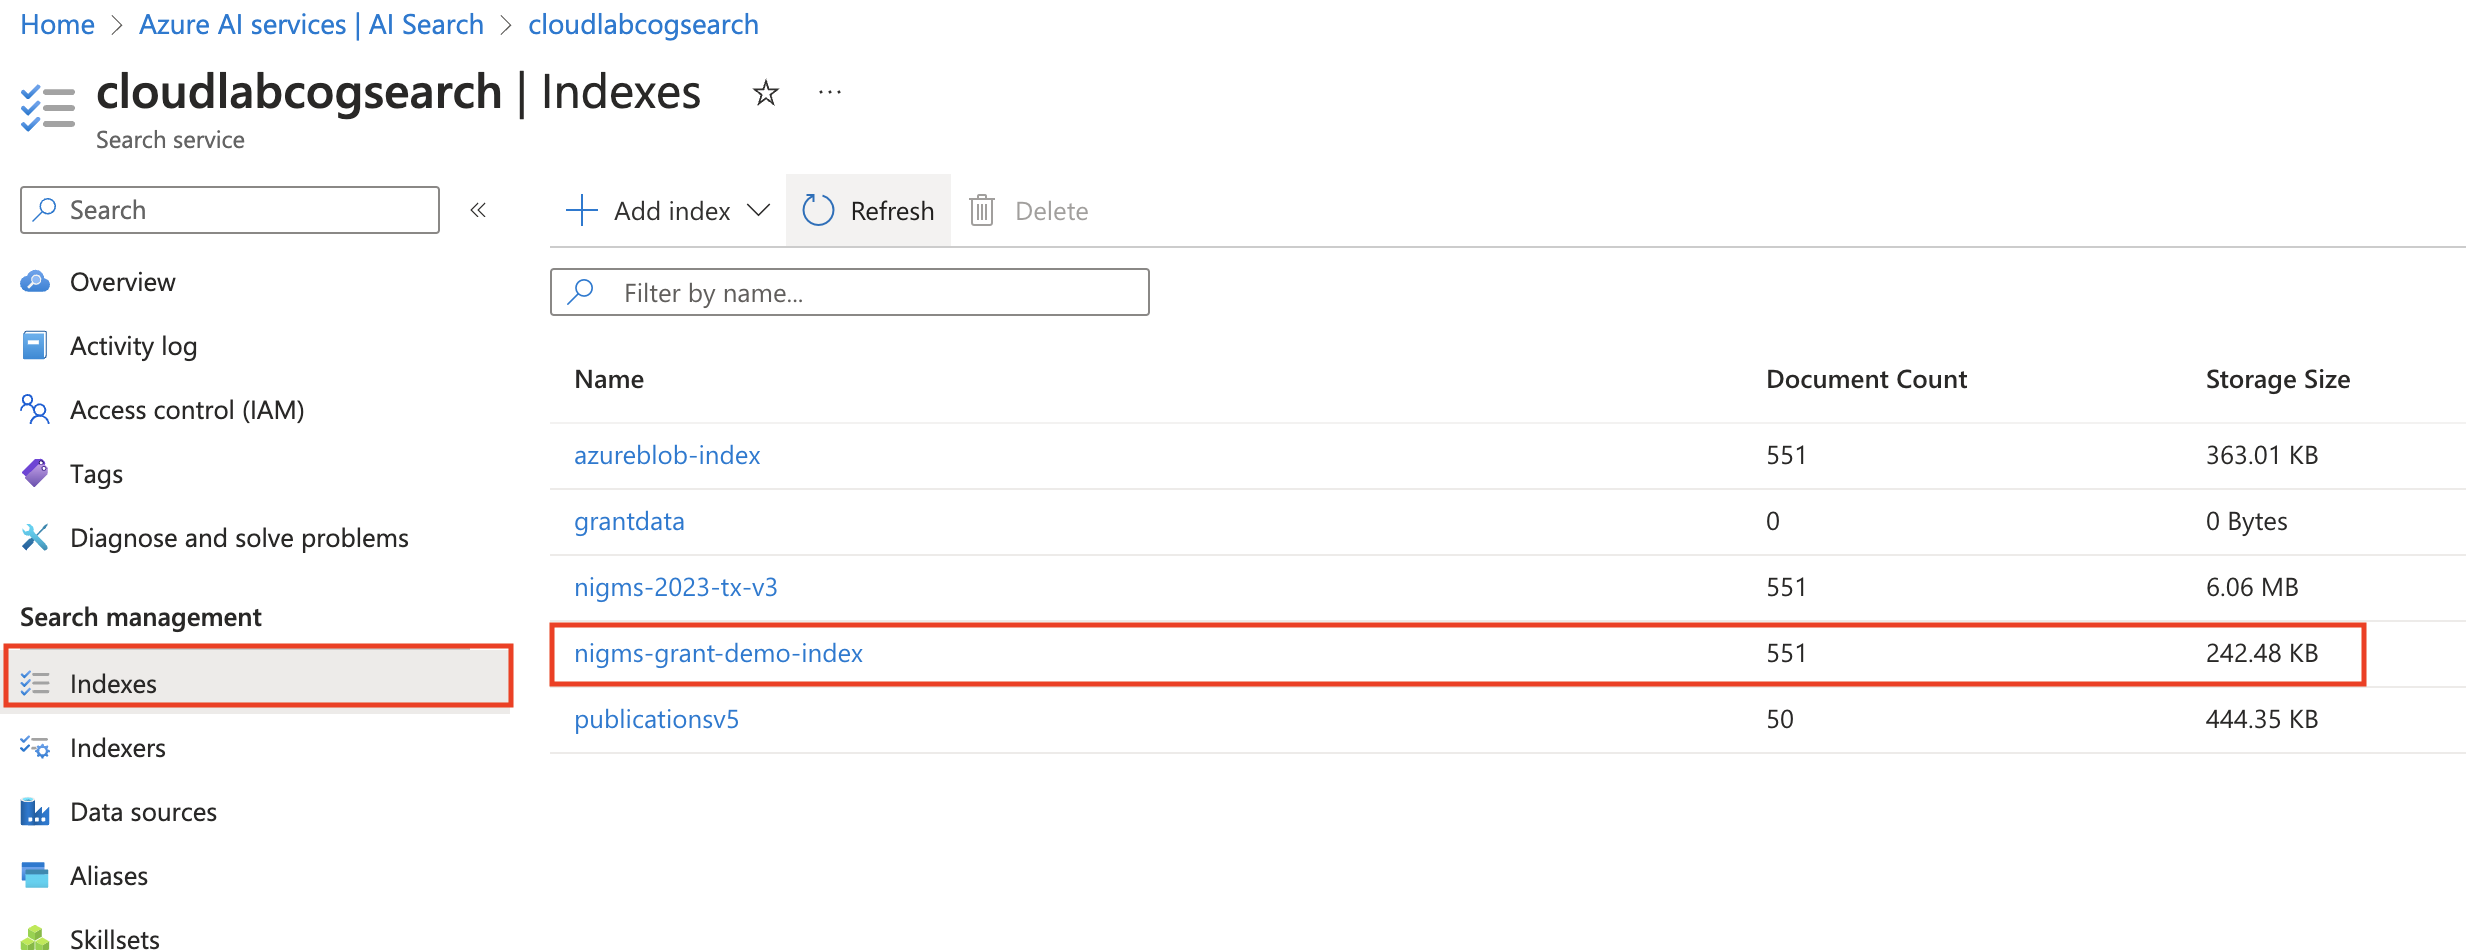 Home > Azure AI services | AI Search > cloudlabcogsearch
cloudlabcogsearch | Indexes ☆ ...
Search service
Search «
Overview
Activity log
Access control (IAM)
Tags
Diagnose and solve problems
Search management
Indexes
Indexers
Data sources
Aliases
Skillsets
Add index Refresh Delete
Filter by name...
Name Document Count Storage Size
azureblob-index 551 363.01 KB
grantdata 0 0 Bytes
nigms-2023-tx-v3 551 6.06 MB
nigms-grant-demo-index 551 242.48 KB
publicationsv5 50 444.35 KB